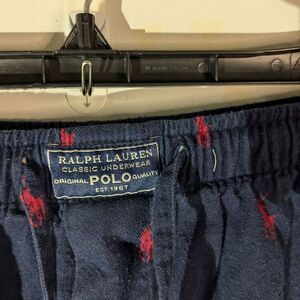 RALPH LAUREN
CLASSIC UNDERWEAR
ORIGINAL POLO QUALITY
EST. 1967